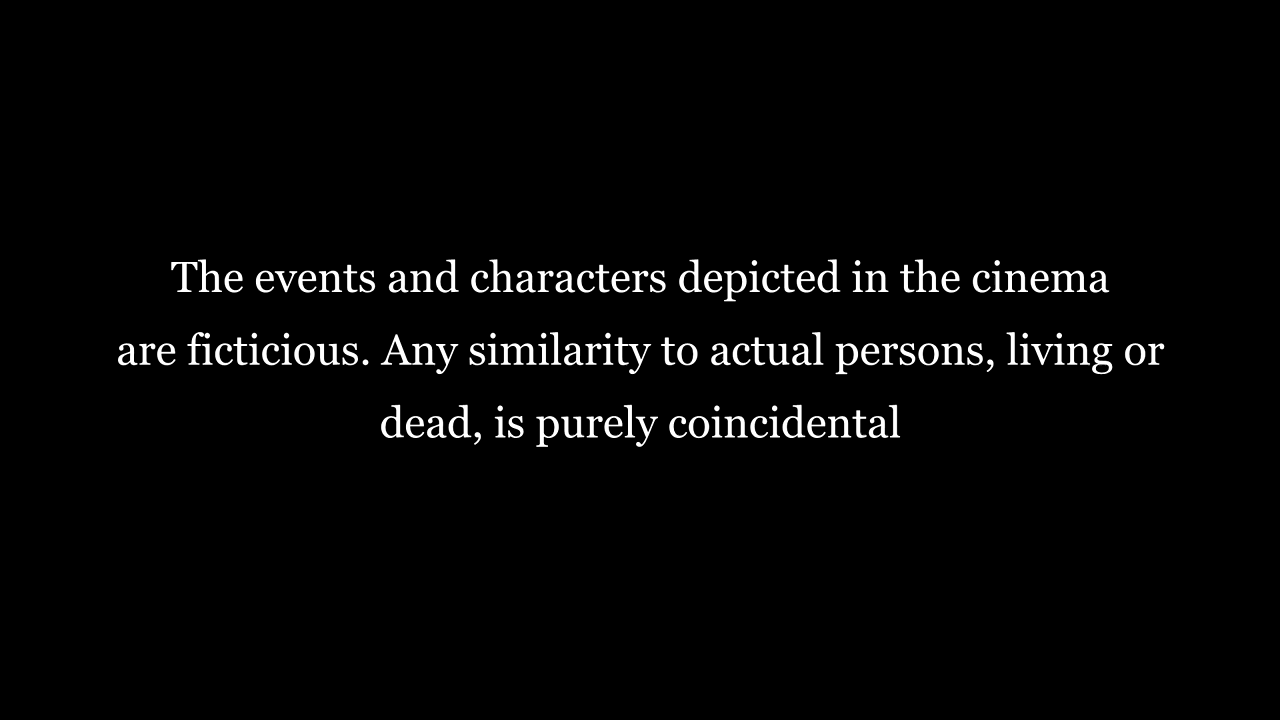 The events and characters depicted in the cinema
are ficticious. Any similarity to actual persons, living or
dead, is purely coincidental